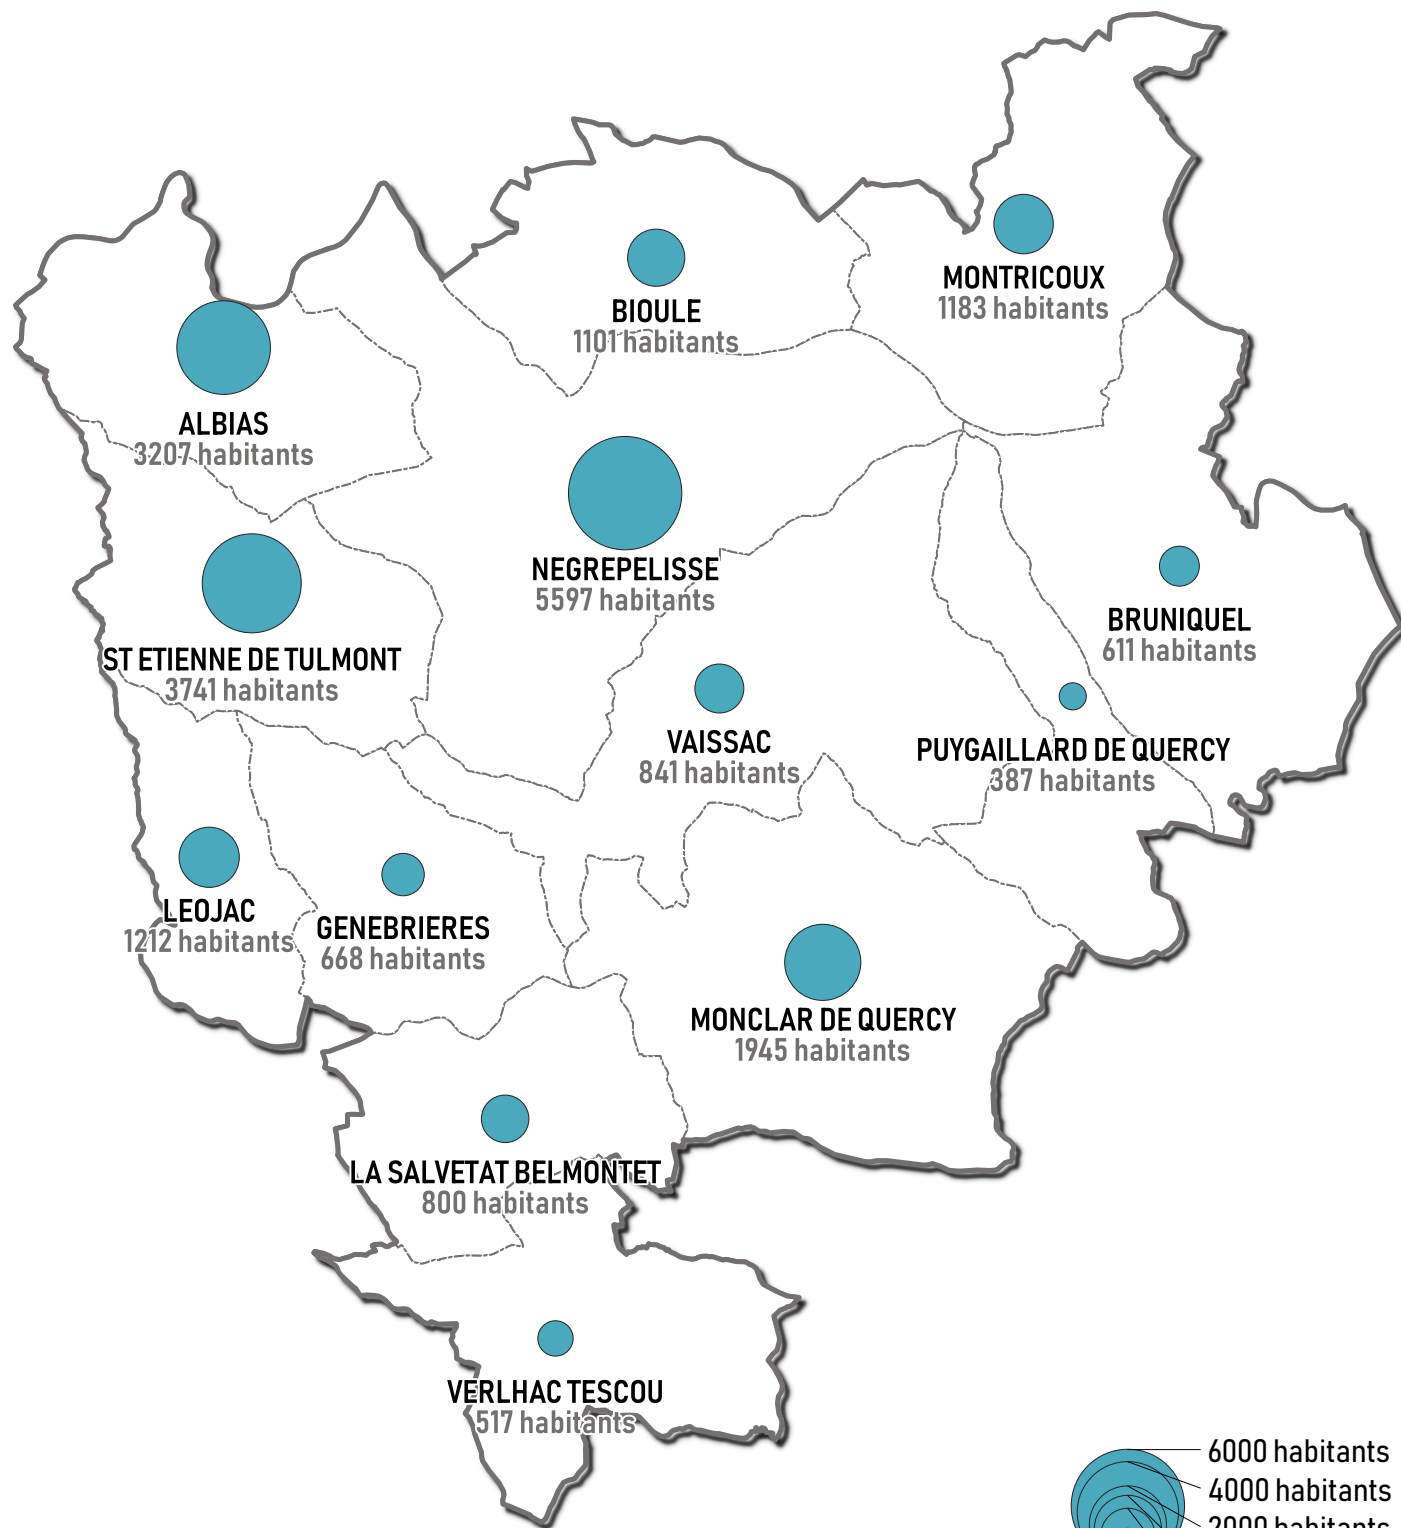 MONTRICOUX
1183 habitants
BIOULE
1101 habitants
ALBIAS
3207 habitants
NEGREPELISSE
5597 habitants
BRUNIQUEL
611 habitants
ST ETIENNE DE TULMONT
3741 habitants
VAISSAC
841 habitants
PUYGAILLARD DE QUERCY
387 habitants
LEOJAC
1212 habitants
GENEBRIERES
668 habitants
MONCLAR DE QUERCY
1945 habitants
LA SALVETAT BELMONTET
800 habitants
VERLHAC TESCOU
517 habitants
6000 habitants
4000 habitants
2000 habitants